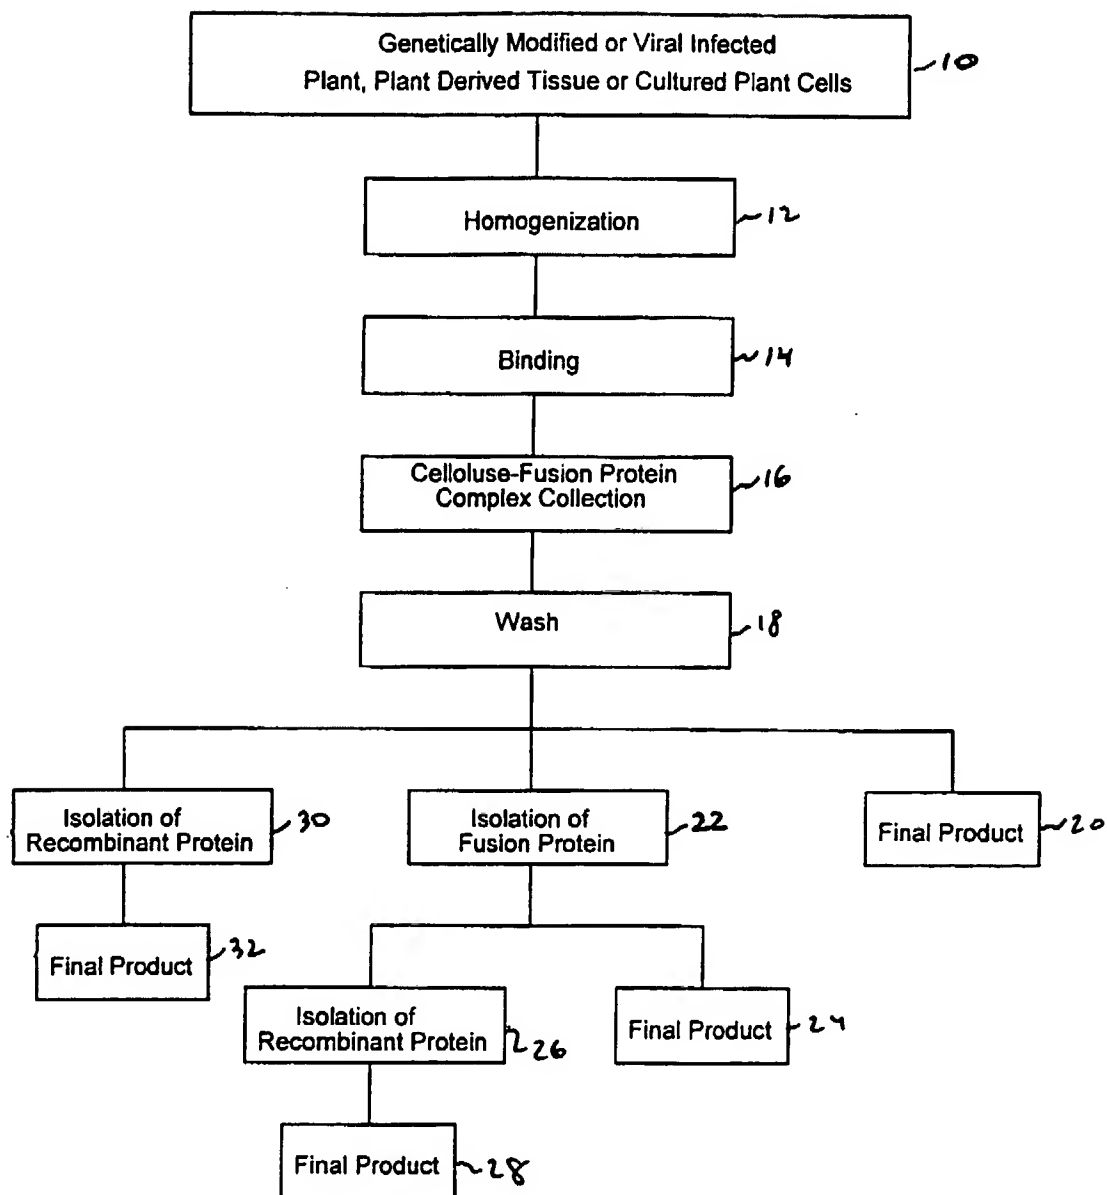 Genetically Modified or Viral Infected
Plant, Plant Derived Tissue or Cultured Plant Cells
10
Homogenization
12
Binding
14
Celloluse-Fusion Protein
Complex Collection
16
Wash
18
Isolation of
Recombinant Protein
30
Isolation of
Fusion Protein
22
Final Product
20
Final Product
32
Isolation of
Recombinant Protein
26
Final Product
24
Final Product
28